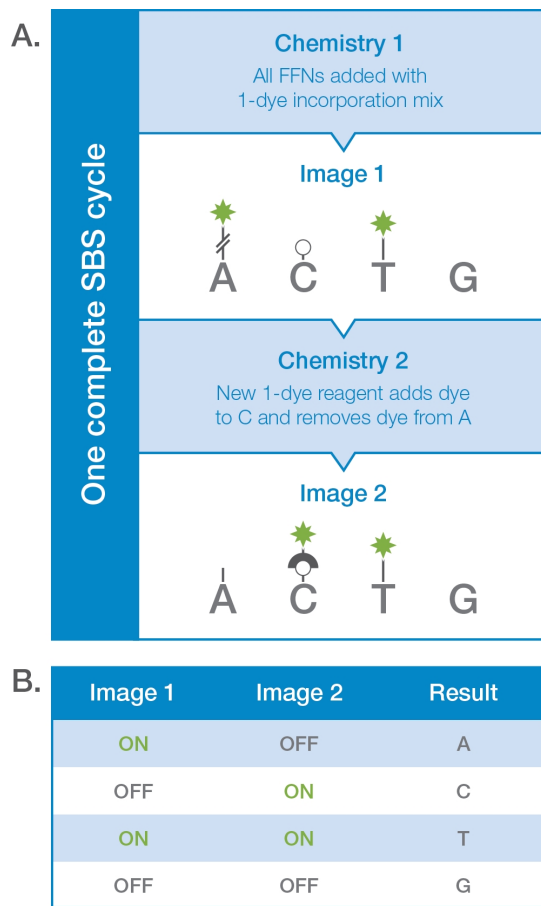 A.
One complete SBS cycle
Chemistry 1
All FFNs added with
1-dye incorporation mix
Image 1
A C T G
Chemistry 2
New 1-dye reagent adds dye
to C and removes dye from A
Image 2
A C T G
B.
Image 1 Image 2 Result
ON OFF A
OFF ON C
ON ON T
OFF OFF G